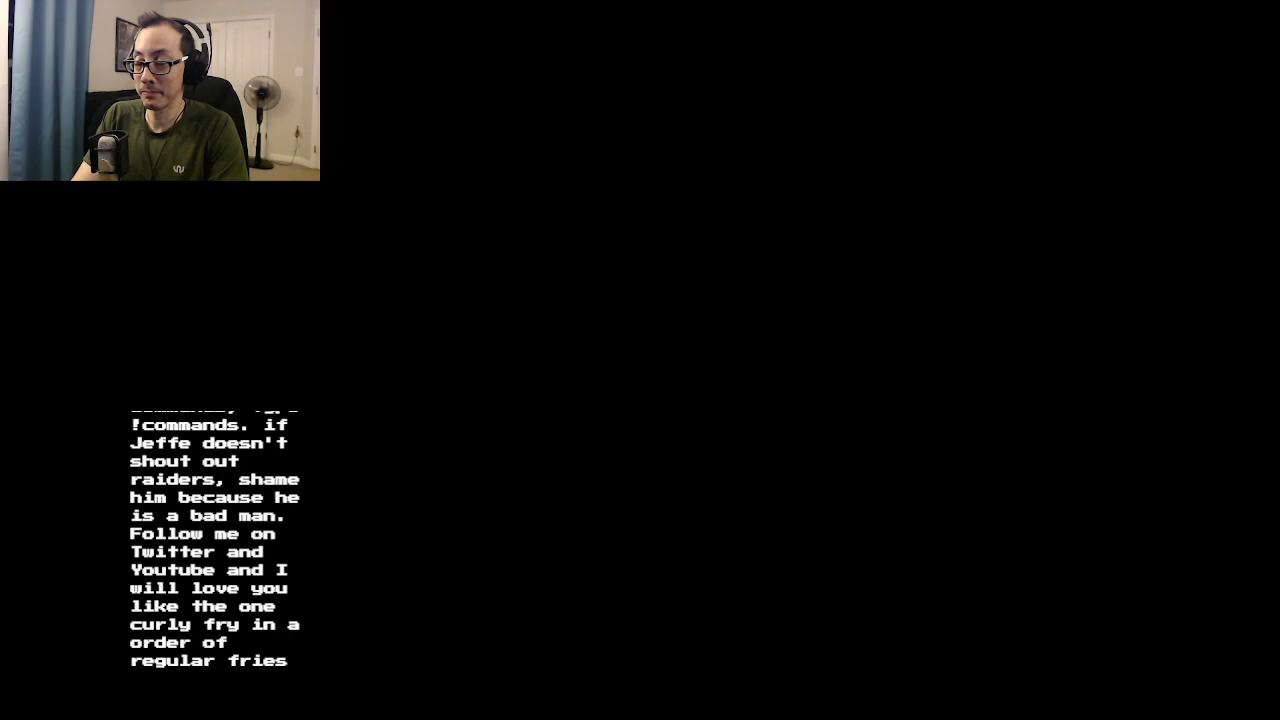 !commands. if
Jeffe doesn't
shout out
raiders, shame
him because he
is a bad man.
Follow me on
Twitter and
Youtube and I
will love you
like the one
curly fry in a
order of
regular fries